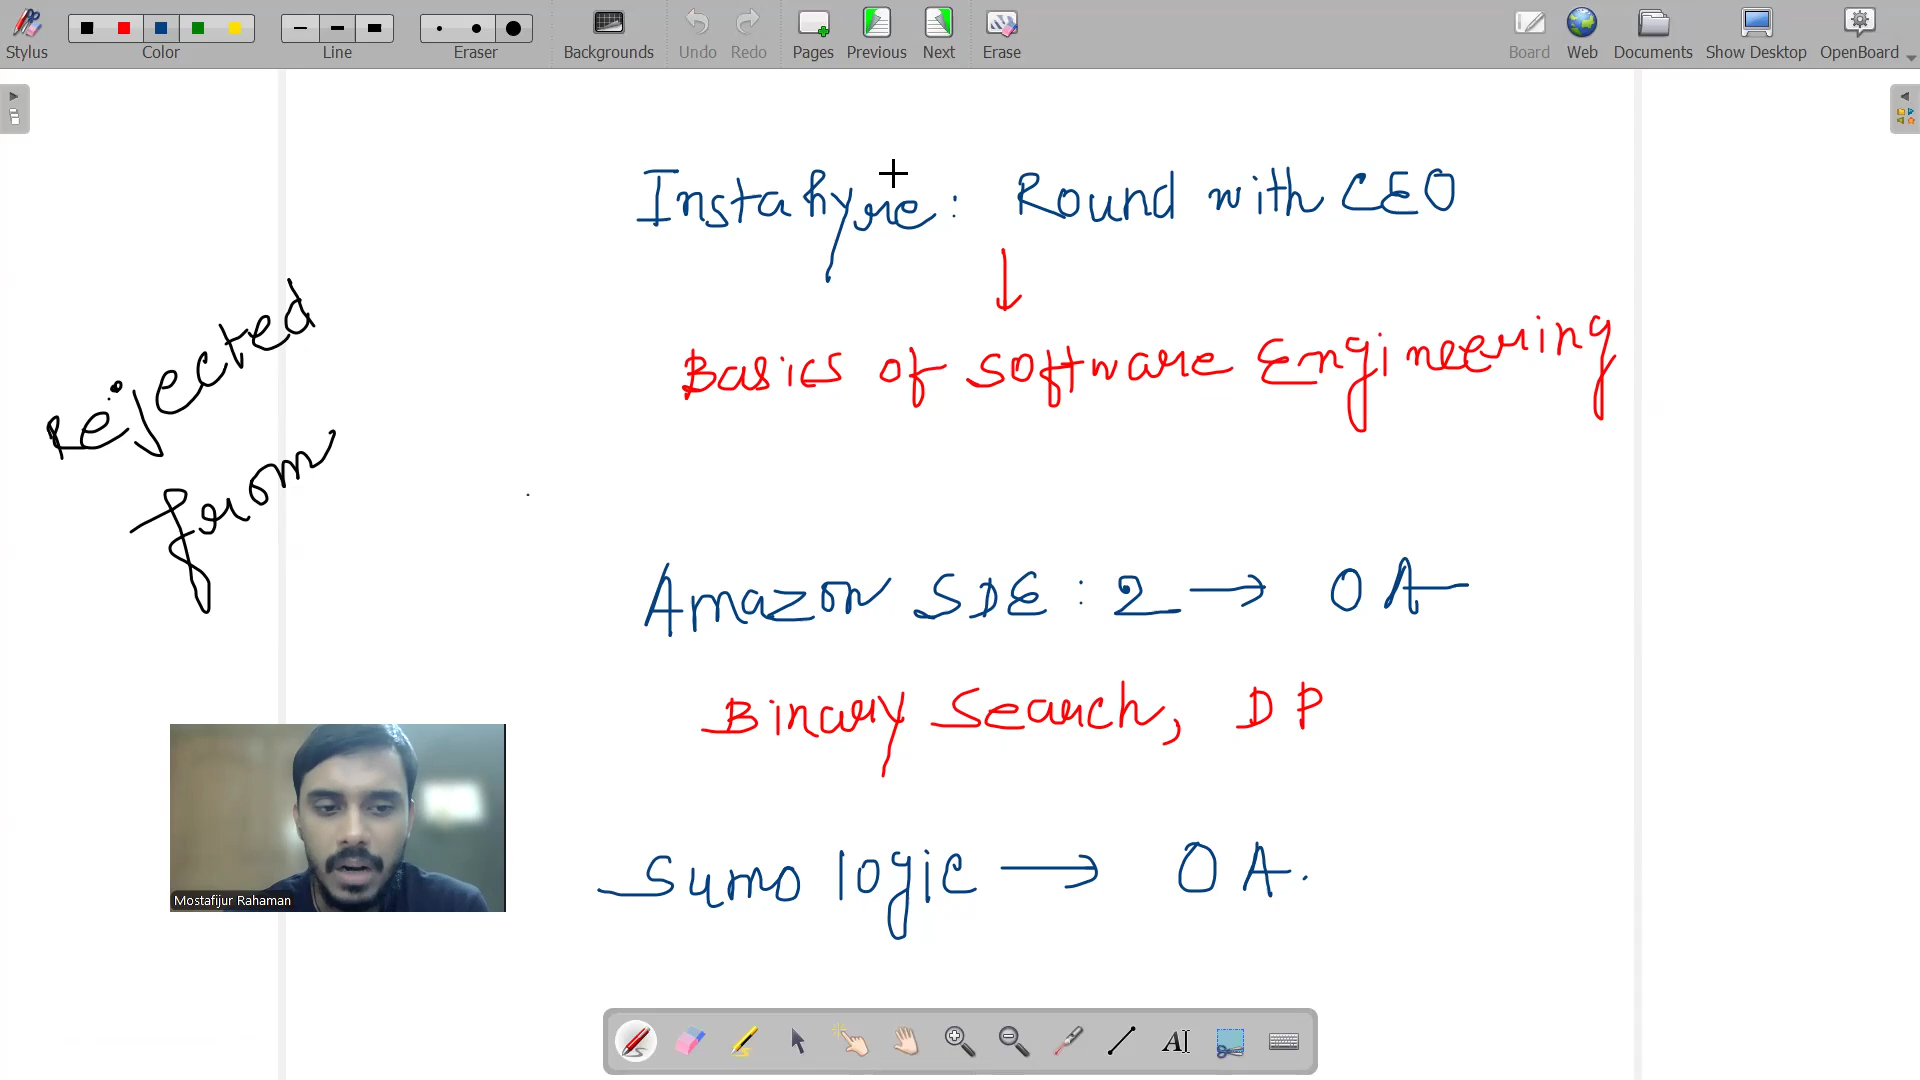 Stylus Color Line Eraser Backgrounds Undo Redo Pages Previous Next Erase Board Web Documents Show Desktop OpenBoard
Instahyre: Round with CEO
Basics of Software Engineering
Rejected
from
Amazon SDE: 2 → OA
Binary Search, DP
Sumo logic → OA.
Mostafijur Rahaman